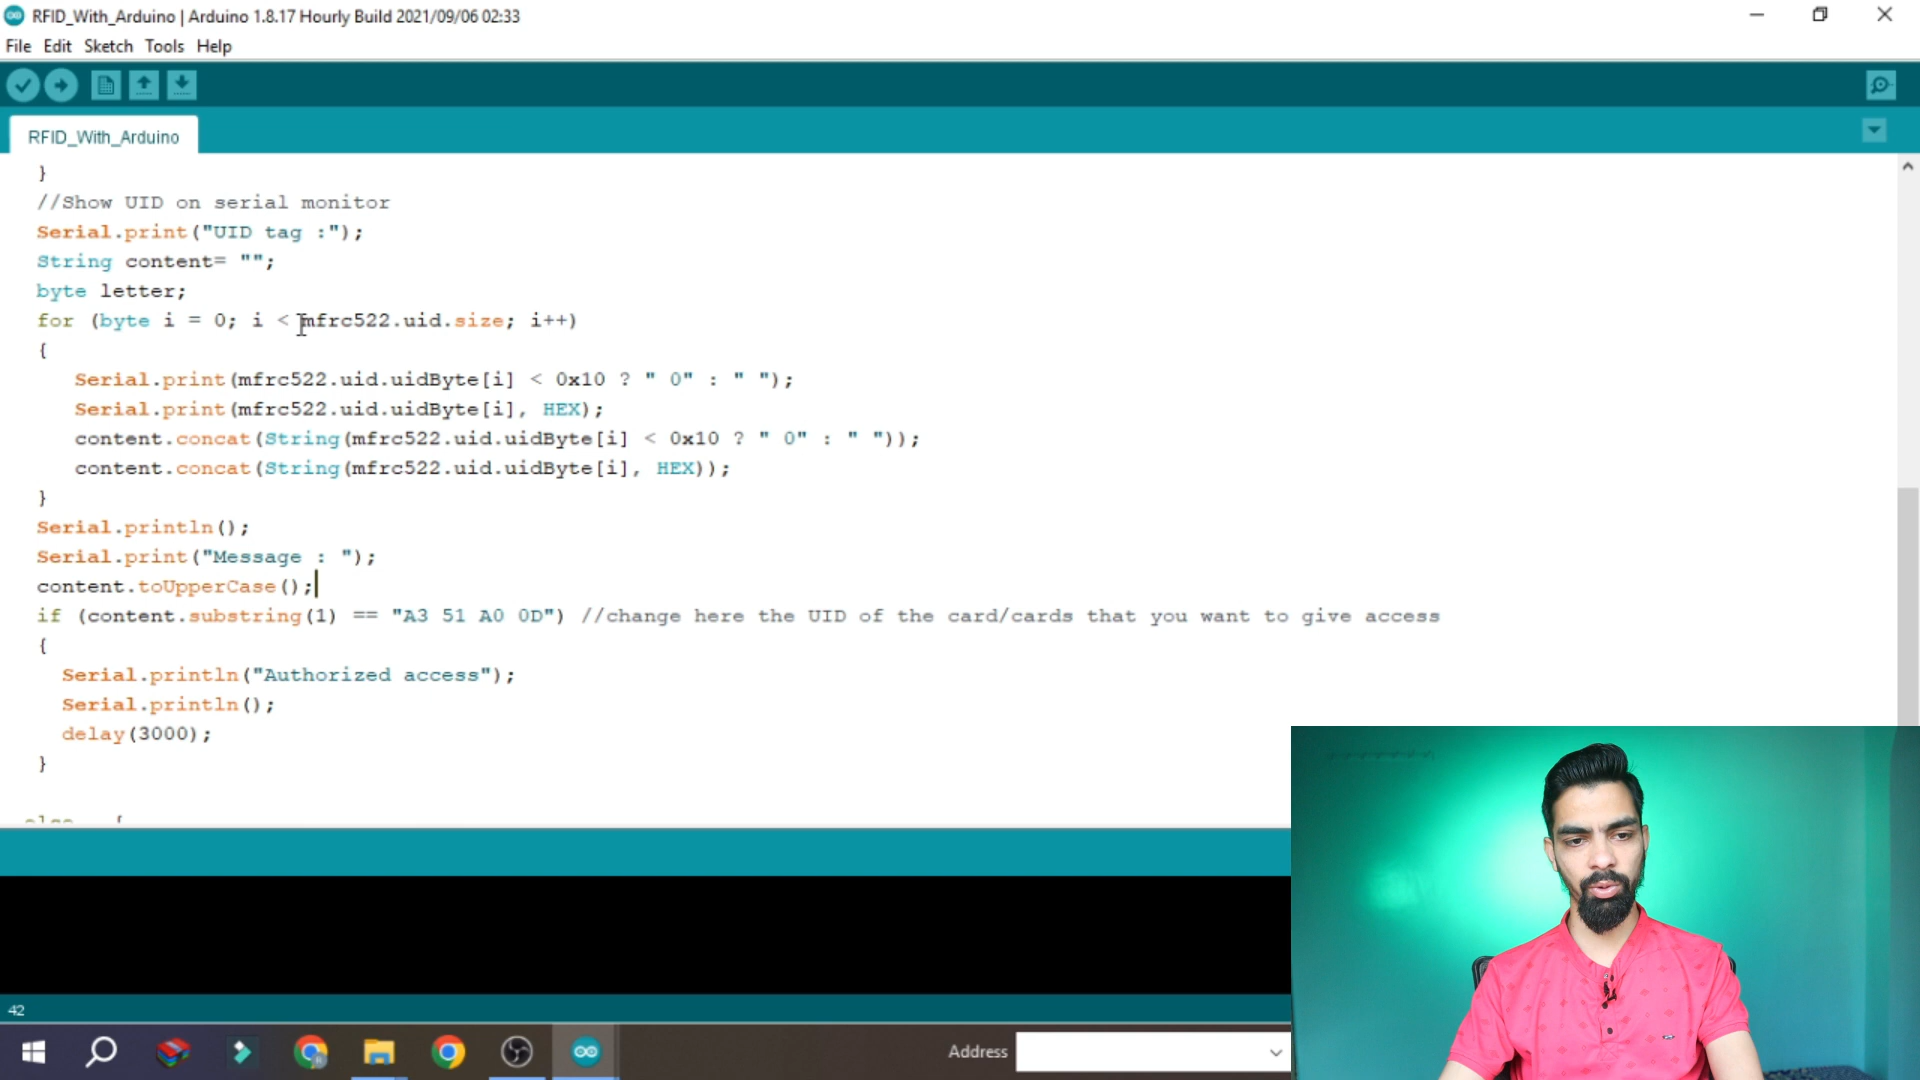 RFID_With_Arduino | Arduino 1.8.17 Hourly Build 2021/09/06 02:33
File Edit Sketch Tools Help
RFID_With_Arduino
}
//Show UID on serial monitor
Serial.print("UID tag :");
String content= "";
byte letter;
for (byte i = 0; i < mfrc522.uid.size; i++)
{
Serial.print(mfrc522.uid.uidByte[i] < 0x10 ? " 0" : " ");
Serial.print(mfrc522.uid.uidByte[i], HEX);
content.concat(String(mfrc522.uid.uidByte[i] < 0x10 ? " 0" : " "));
content.concat(String(mfrc522.uid.uidByte[i], HEX));
}
Serial.println();
Serial.print("Message : ");
content.toUpperCase();
if (content.substring(1) == "A3 51 A0 0D") //change here the UID of the card/cards that you want to give access
{
Serial.println("Authorized access");
Serial.println();
delay(3000);
}
else {
42
Address